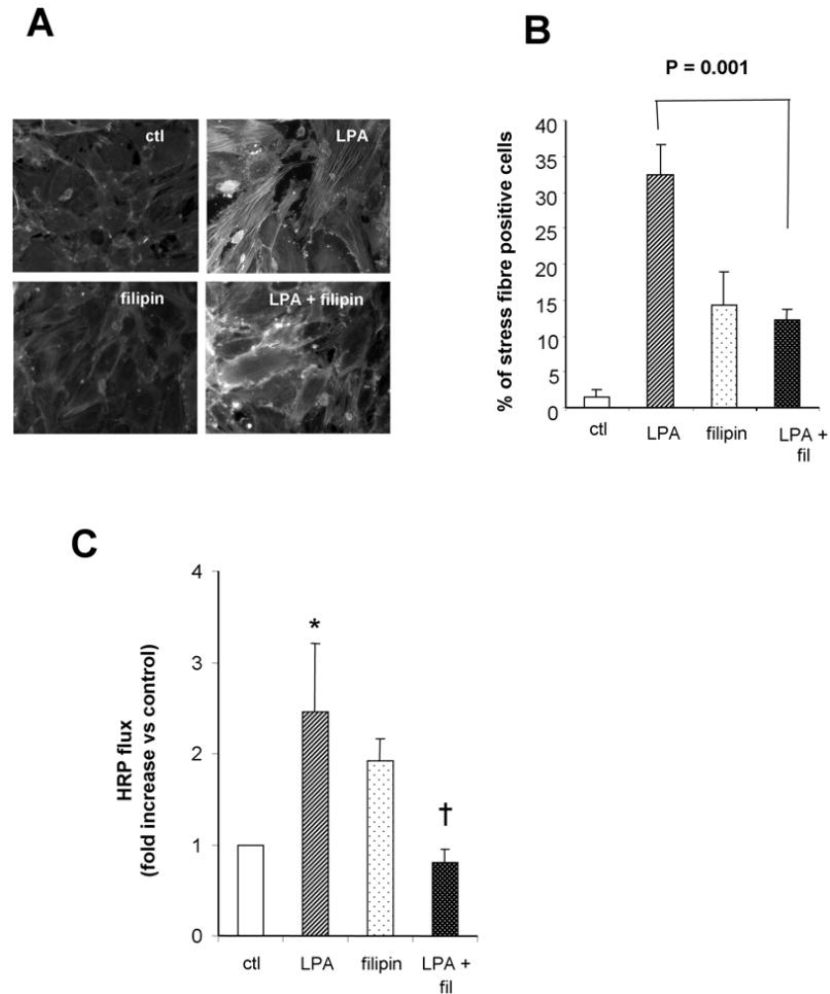 A
ctl
LPA
filipin
LPA + filipin
B
P = 0.001
% of stress fibre positive cells
40
35
30
25
20
15
10
5
0
ctl
LPA
filipin
LPA +
fil
C
HRP flux
(fold increase vs control)
4
3
2
1
0
*
†
ctl
LPA
filipin
LPA +
fil